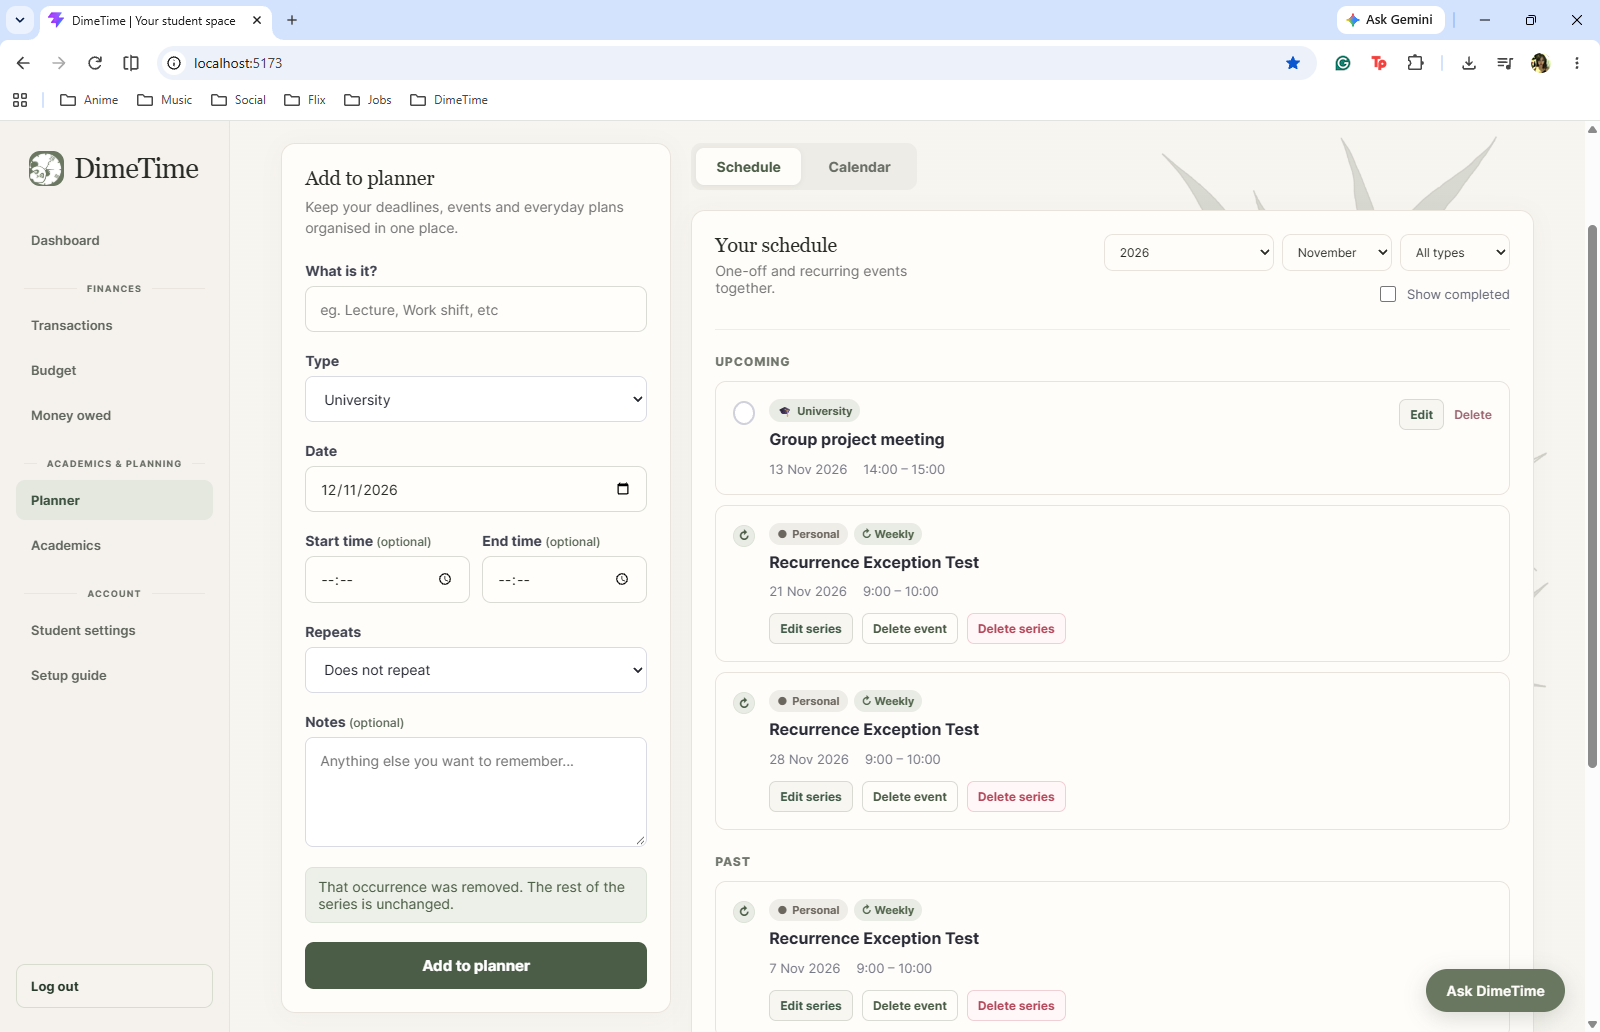 DimeTime | Your student space
Ask Gemini
localhost:5173
Anime
Music
Social
Flix
Jobs
DimeTime
DimeTime
Dashboard
FINANCES
Transactions
Budget
Money owed
ACADEMICS & PLANNING
Planner
Academics
ACCOUNT
Student settings
Setup guide
Log out
Add to planner
Keep your deadlines, events and everyday plans
organised in one place.
What is it?
eg. Lecture, Work shift, etc
Type
University
Date
12/11/2026
Start time (optional)
End time (optional)
--:--
--:--
Repeats
Does not repeat
Notes (optional)
Anything else you want to remember...
That occurrence was removed. The rest of the
series is unchanged.
Add to planner
Schedule
Calendar
Your schedule
One-off and recurring events
together.
2026
November
All types
Show completed
UPCOMING
University
Group project meeting
13 Nov 2026 14:00 – 15:00
Edit
Delete
Personal
Weekly
Recurrence Exception Test
21 Nov 2026 9:00 – 10:00
Edit series
Delete event
Delete series
Personal
Weekly
Recurrence Exception Test
28 Nov 2026 9:00 – 10:00
Edit series
Delete event
Delete series
PAST
Personal
Weekly
Recurrence Exception Test
7 Nov 2026 9:00 – 10:00
Edit series
Delete event
Delete series
Ask DimeTime